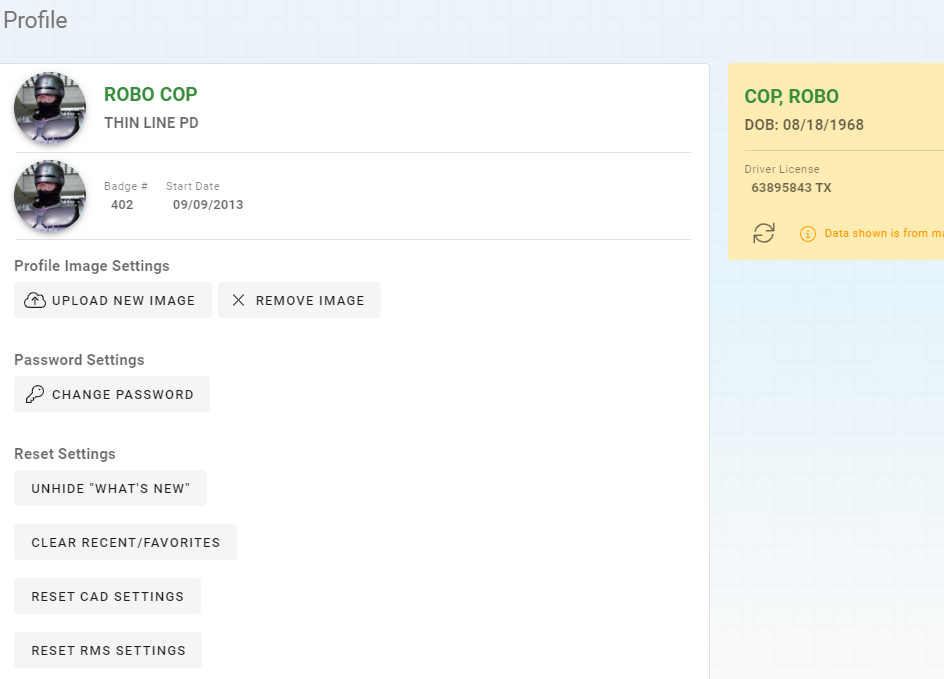 Profile
ROBO COP
THIN LINE PD
Badge # Start Date
402 09/09/2013
Profile Image Settings
UPLOAD NEW IMAGE REMOVE IMAGE
Password Settings
CHANGE PASSWORD
Reset Settings
UNHIDE "WHAT'S NEW"
CLEAR RECENT/FAVORITES
RESET CAD SETTINGS
RESET RMS SETTINGS
COP, ROBO
DOB: 08/18/1968
Driver License
63895843 TX
Data shown is from ma